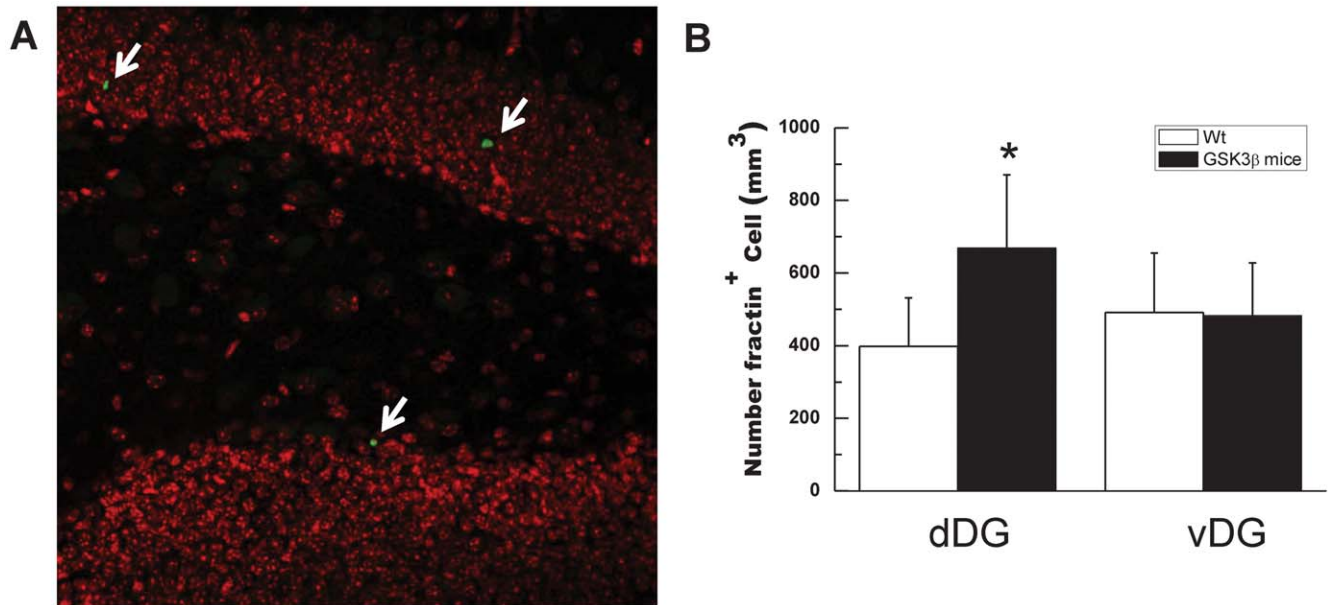 A
B
Number fractin+ Cell (mm3)
1000
800
600
400
200
0
Wt
GSK3β mice
*
dDG
vDG